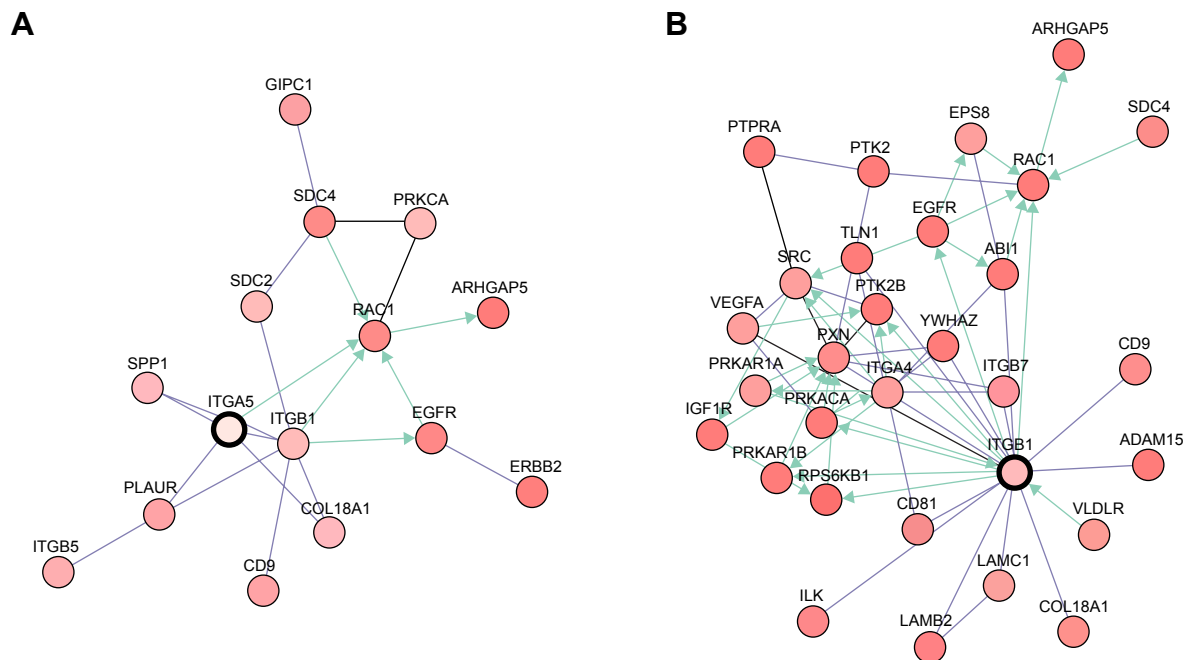 A
GIPC1
SDC4
PRKCA
SDC2
RAC1
ARHGAP5
SPP1
ITGA5
ITGB1
EGFR
ERBB2
PLAUR
COL18A1
ITGB5
CD9
B
ARHGAP5
EPS8
SDC4
PTPRA
PTK2
RAC1
EGFR
TLN1
SRC
ABI1
PTK2B
VEGFA
YWHAZ
PXN
CD9
PRKAR1A
ITGA4
ITGB7
IGF1R
PRKACA
ITGB1
ADAM15
PRKAR1B
RPS6KB1
CD81
VLDLR
LAMC1
ILK
LAMB2
COL18A1